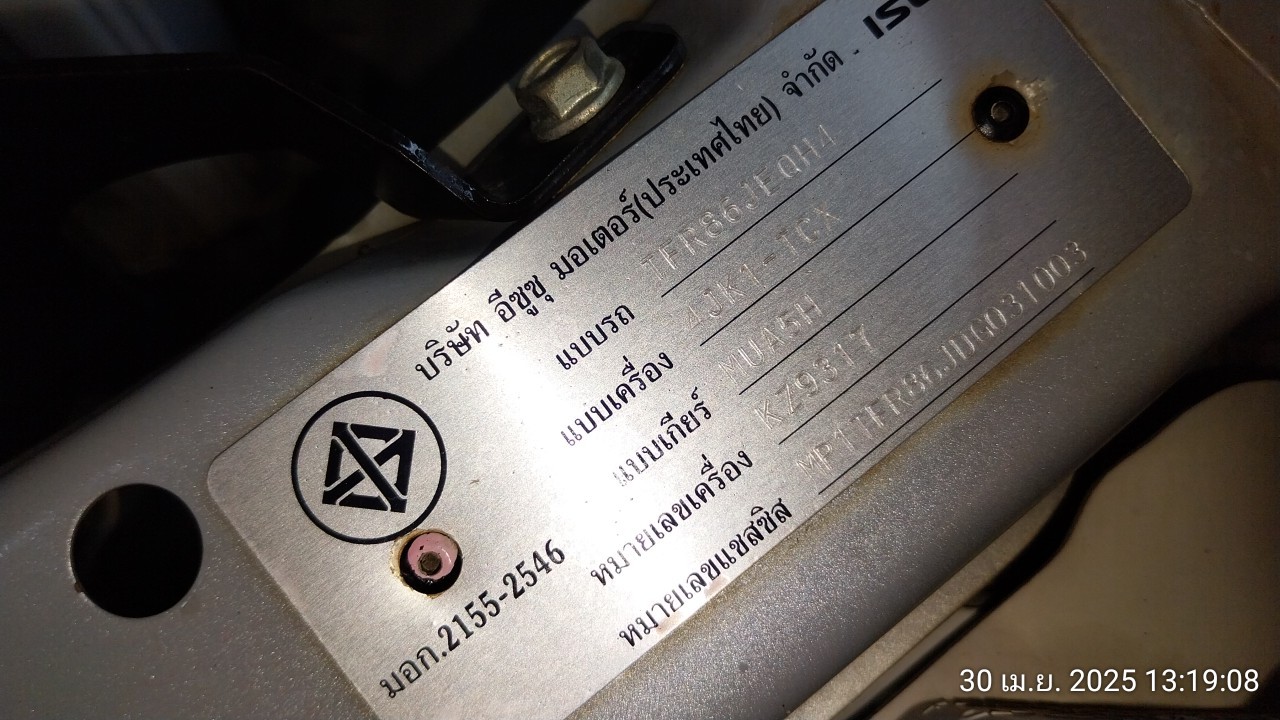 บริษัท อีซูซุ มอเตอร์(ประเทศไทย) จำกัด . ISU
แบบรถ TFR86JEQH4
แบบเครื่อง 4JK1-TCX
แบบเกียร์ MUA5H
หมายเลขเครื่อง KZ9317
หมายเลขแชสซิส MP1TFR86JDG031003
มอก.2155-2546
30 เม.ย. 2025 13:19:08